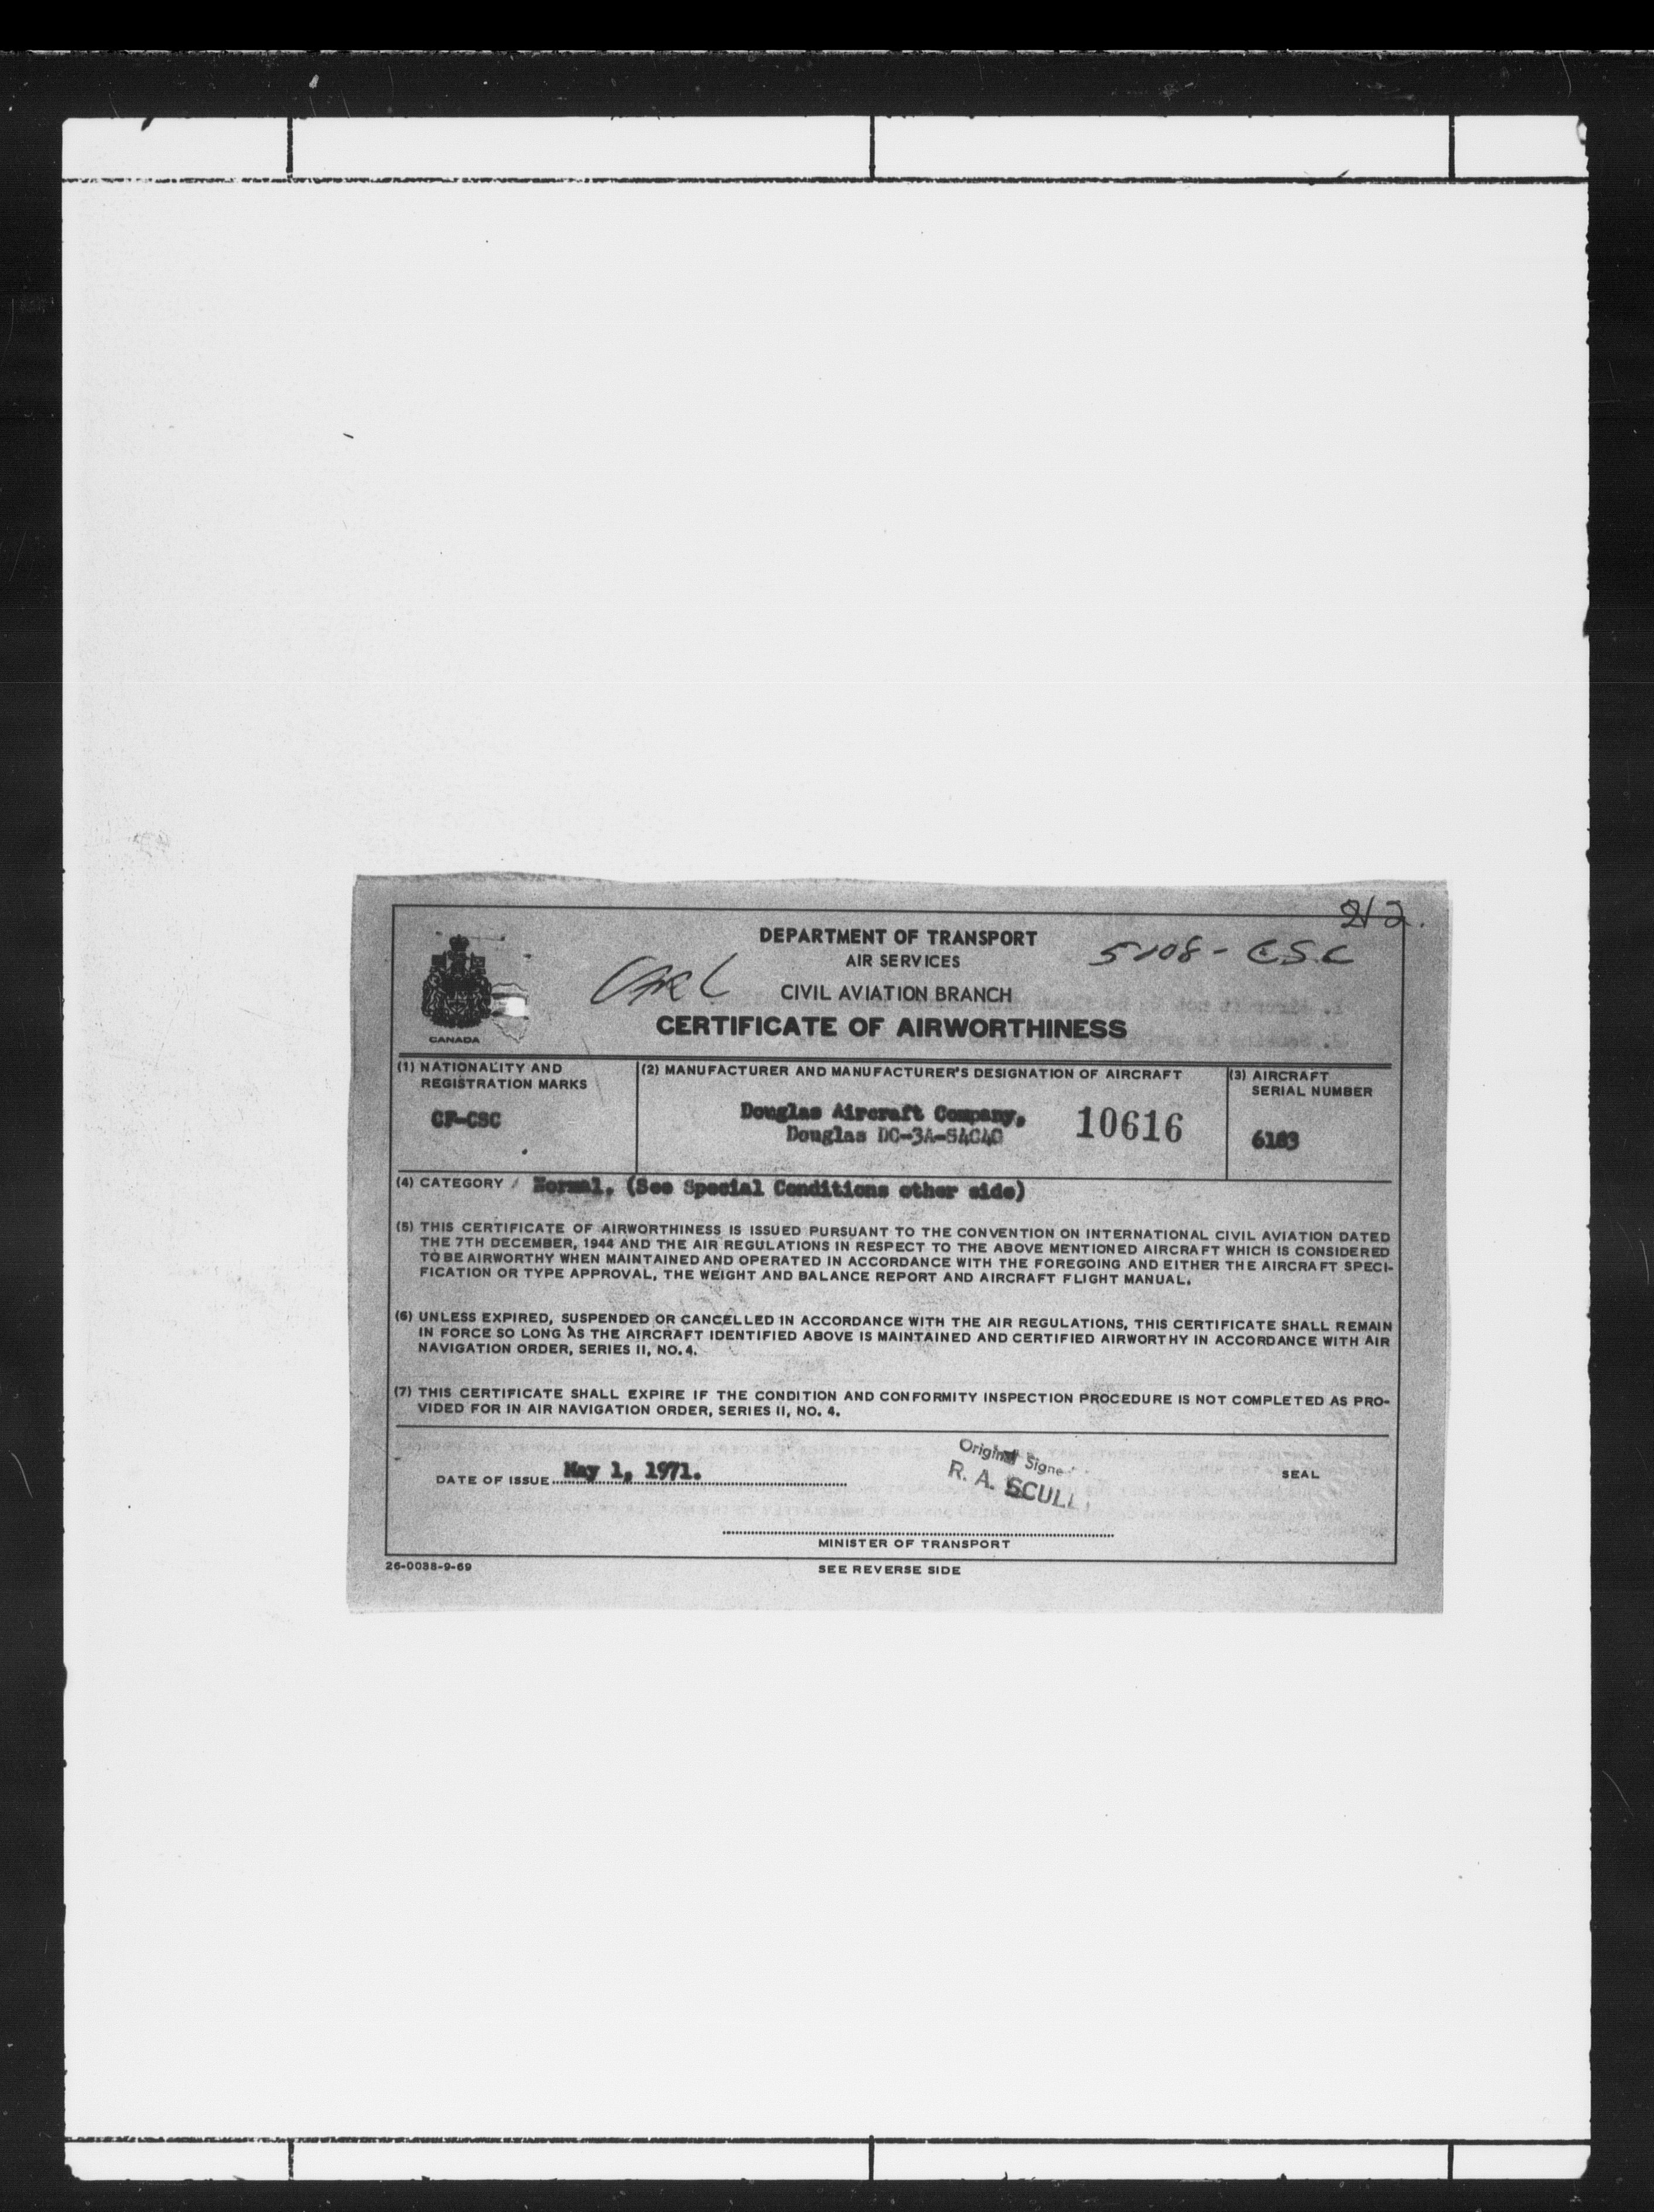 212.
DEPARTMENT OF TRANSPORT
5108-CSC
AIR SERVICES
CIVIL AVIATION BRANCH
CERTIFICATE OF AIRWORTHINESS
CANADA
(1) NATIONALITY AND
REGISTRATION MARKS
CF-CSC
(2) MANUFACTURER AND MANUFACTURER'S DESIGNATION OF AIRCRAFT
Douglas Aircraft Company,
Douglas DC-3A-S4C4G
10616
(3) AIRCRAFT
SERIAL NUMBER
6183
(4) CATEGORY Normal. (See Special Conditions other side)
(5) THIS CERTIFICATE OF AIRWORTHINESS IS ISSUED PURSUANT TO THE CONVENTION ON INTERNATIONAL CIVIL AVIATION DATED
THE 7TH DECEMBER, 1944 AND THE AIR REGULATIONS IN RESPECT TO THE ABOVE MENTIONED AIRCRAFT WHICH IS CONSIDERED
TO BE AIRWORTHY WHEN MAINTAINED AND OPERATED IN ACCORDANCE WITH THE FOREGOING AND EITHER THE AIRCRAFT SPECI-
FICATION OR TYPE APPROVAL, THE WEIGHT AND BALANCE REPORT AND AIRCRAFT FLIGHT MANUAL.
(6) UNLESS EXPIRED, SUSPENDED OR CANCELLED IN ACCORDANCE WITH THE AIR REGULATIONS, THIS CERTIFICATE SHALL REMAIN
IN FORCE SO LONG AS THE AIRCRAFT IDENTIFIED ABOVE IS MAINTAINED AND CERTIFIED AIRWORTHY IN ACCORDANCE WITH AIR
NAVIGATION ORDER, SERIES II, NO. 4.
(7) THIS CERTIFICATE SHALL EXPIRE IF THE CONDITION AND CONFORMITY INSPECTION PROCEDURE IS NOT COMPLETED AS PRO-
VIDED FOR IN AIR NAVIGATION ORDER, SERIES II, NO. 4.
DATE OF ISSUE May 1, 1971.
Original Signe
R. A. SCULL
SEAL
MINISTER OF TRANSPORT
26-0038-9-69
SEE REVERSE SIDE